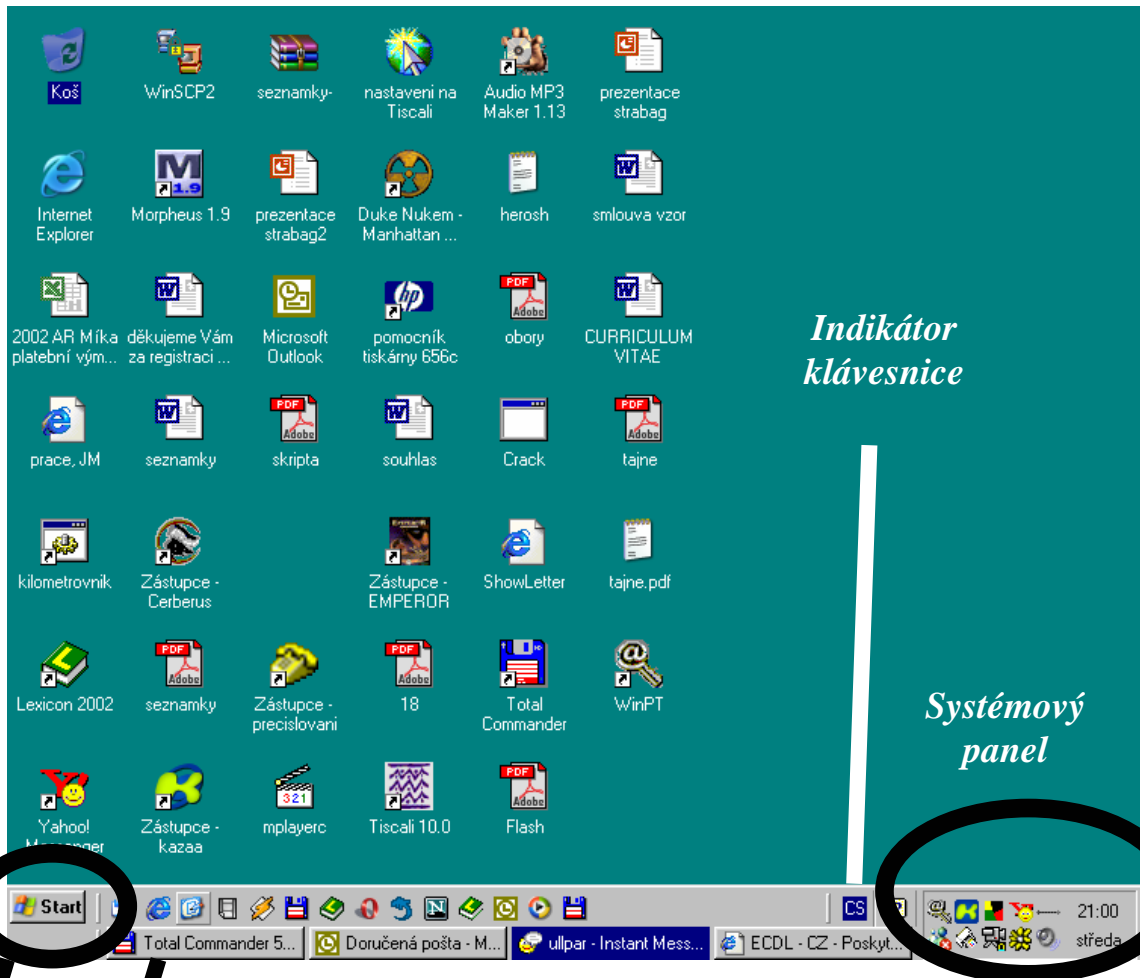 Koš
WinSCP2
seznamky-
nastaveni na
Tiscali
Audio MP3
Maker 1.13
prezentace
strabag
Internet
Explorer
Morpheus 1.9
prezentace
strabag2
Duke Nukem -
Manhattan ...
herosh
smlouva vzor
2002 AR Míka
platební vým...
děkujeme Vám
za registraci ...
Microsoft
Outlook
pomocník
tiskárny 656c
obory
CURRICULUM
VITAE
Indikátor
klávesnice
prace, JM
seznamky
skripta
souhlas
Crack
tajne
kilometrovnik
Zástupce -
Cerberus
Zástupce -
EMPEROR
ShowLetter
tajne.pdf
Lexicon 2002
seznamky
Zástupce -
precislovani
18
Total
Commander
WinPT
Systémový
panel
Yahoo!
Messenger
Zástupce -
kazaa
mplayerc
Tiscali 10.0
Flash
Start
CS
21:00
Total Commander 5...
Doručená pošta - M...
ullpar - Instant Mess...
ECDL - CZ - Poskyt...
středa